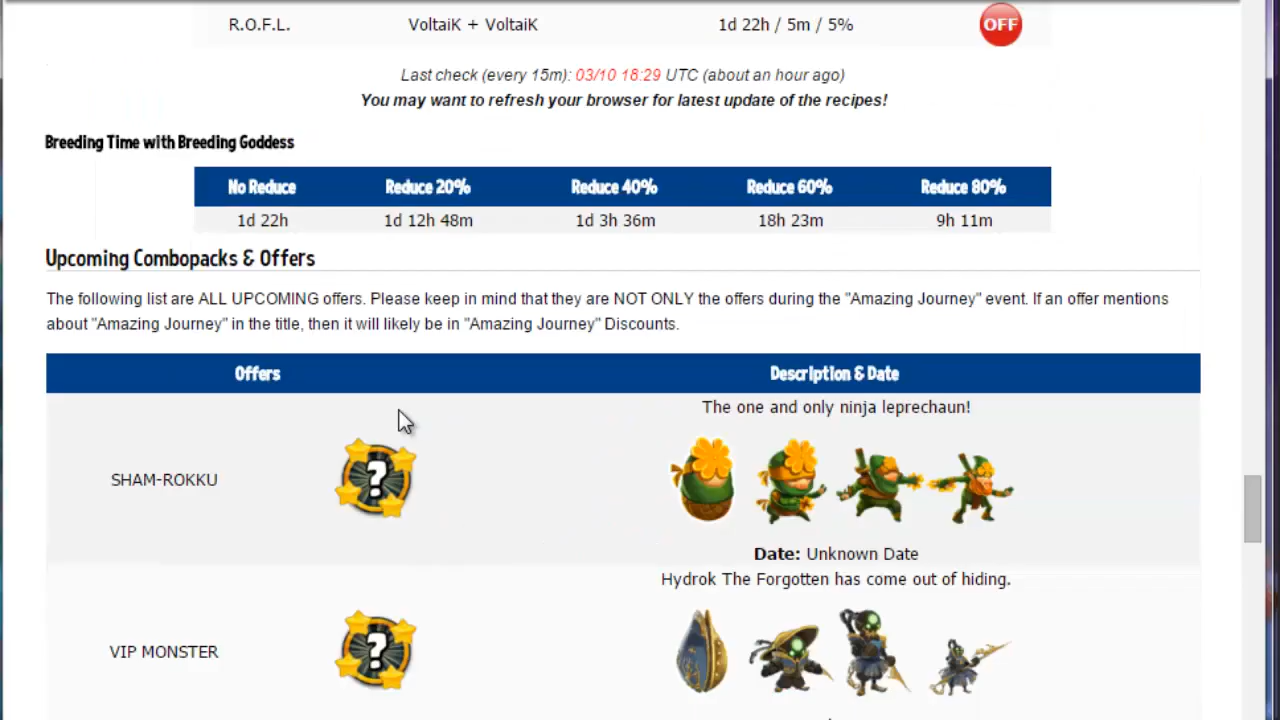 R.O.F.L. VoltaiK + VoltaiK 1d 22h / 5m / 5% OFF
Last check (every 15m): 03/10 18:29 UTC (about an hour ago)
You may want to refresh your browser for latest update of the recipes!
Breeding Time with Breeding Goddess
No Reduce Reduce 20% Reduce 40% Reduce 60% Reduce 80%
1d 22h 1d 12h 48m 1d 3h 36m 18h 23m 9h 11m
Upcoming Combopacks & Offers
The following list are ALL UPCOMING offers. Please keep in mind that they are NOT ONLY the offers during the "Amazing Journey" event. If an offer mentions
about "Amazing Journey" in the title, then it will likely be in "Amazing Journey" Discounts.
Offers Description & Date
The one and only ninja leprechaun!
SHAM-ROKKU ?
Date: Unknown Date
Hydrok The Forgotten has come out of hiding.
VIP MONSTER ?